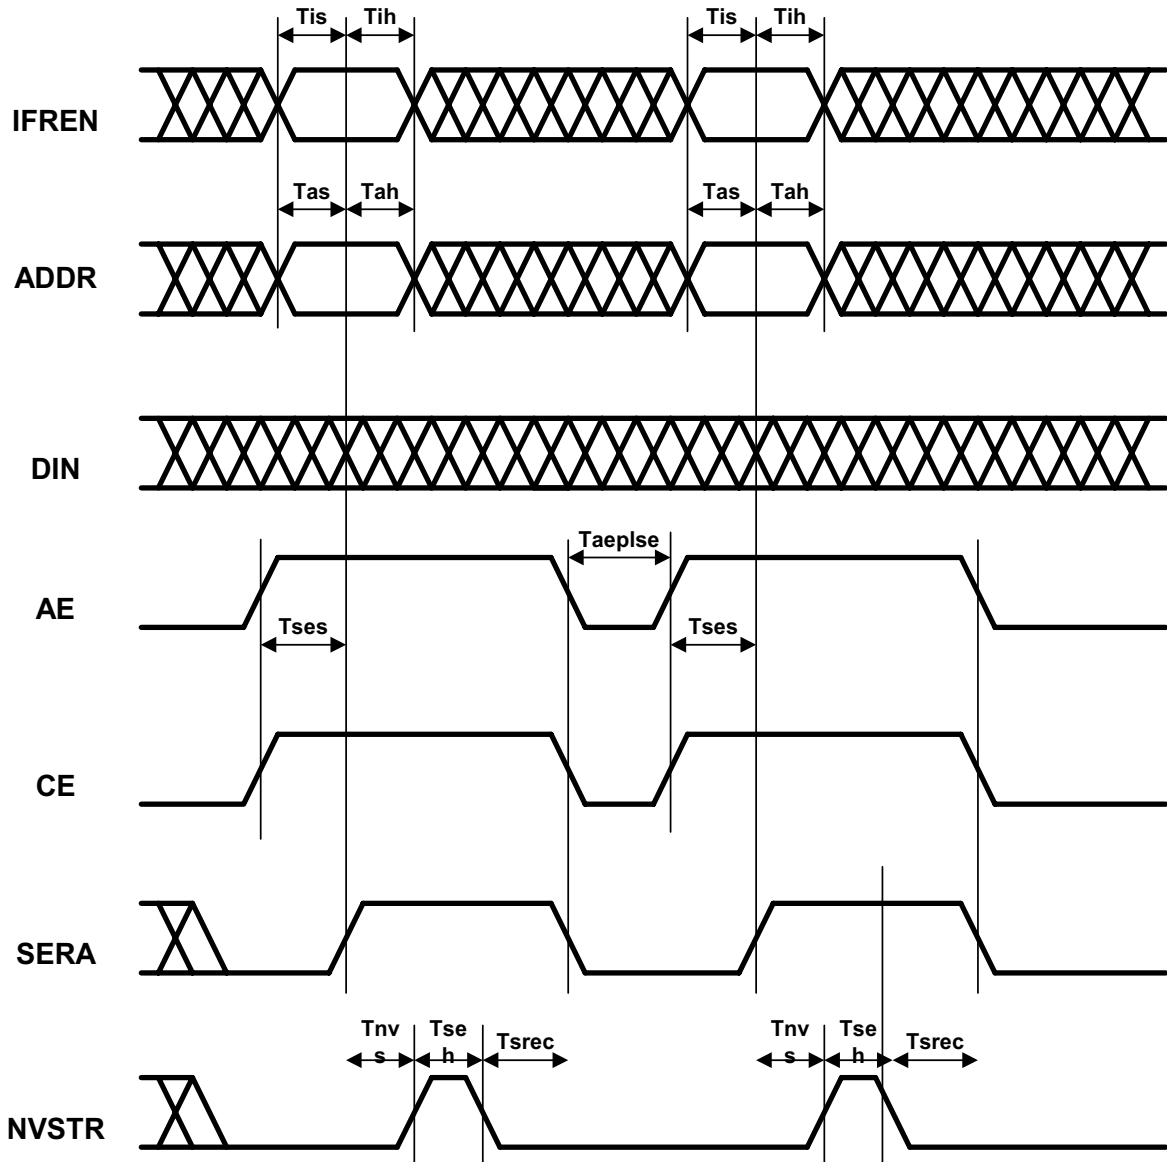 Tis Tih Tis Tih
IFREN
Tas Tah Tas Tah
ADDR
DIN
Taeplse
AE
Tses Tses
CE
SERA
Tnv Tse Tsrec Tnv Tse Tsrec
s h s h
NVSTR